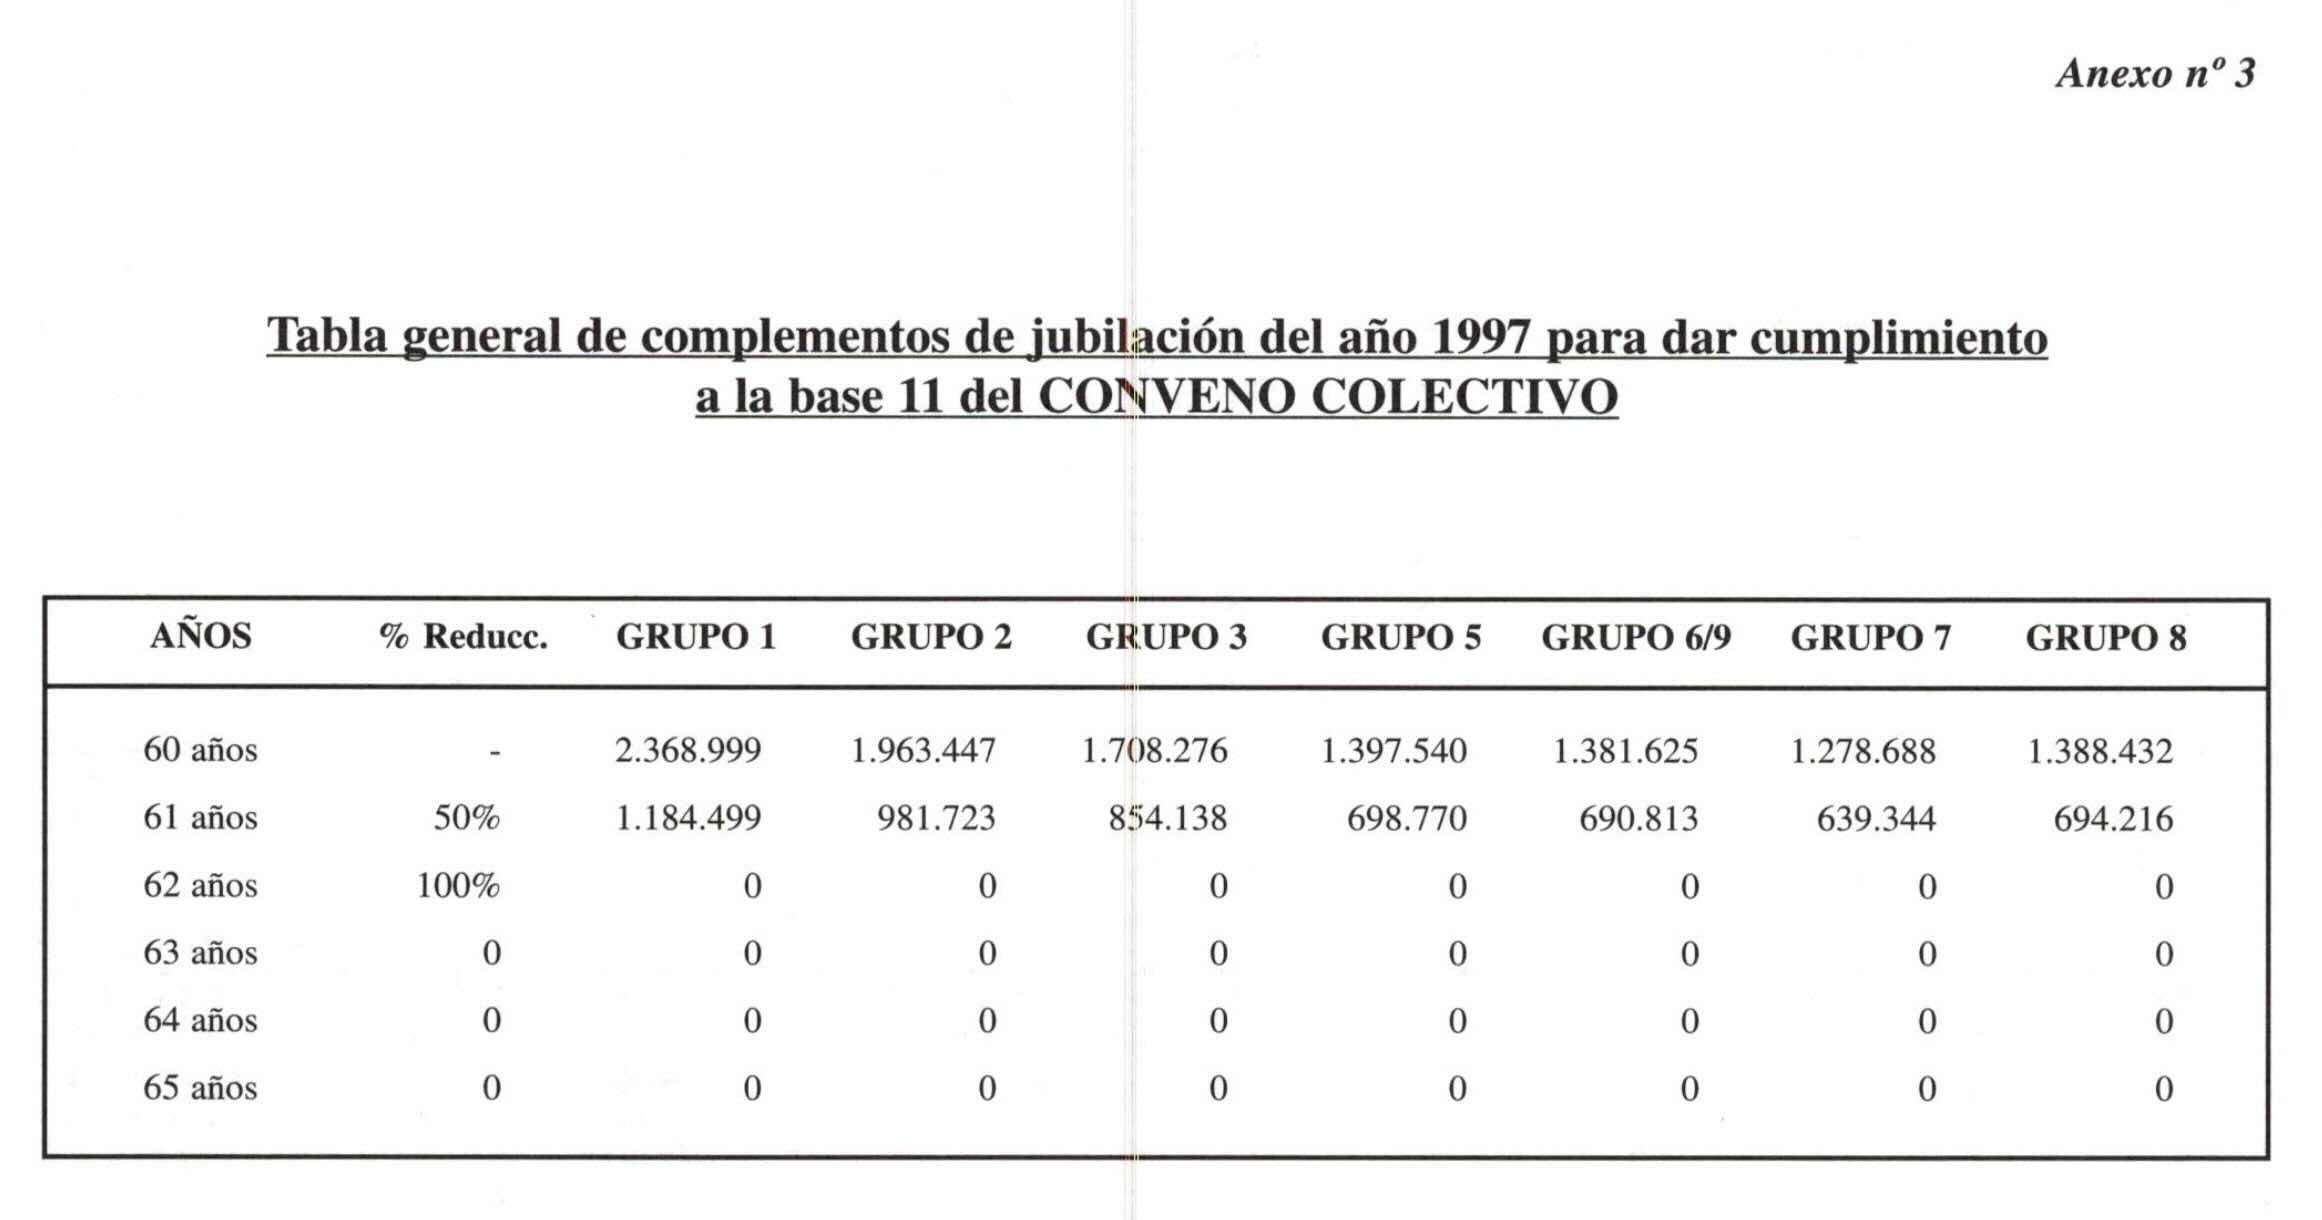 Anexo nº 3
Tabla general de complementos de jubilación del año 1997 para dar cumplimiento
a la base 11 del CONVENO COLECTIVO
AÑOS % Reducc. GRUPO 1 GRUPO 2 GRUPO 3 GRUPO 5 GRUPO 6/9 GRUPO 7 GRUPO 8
60 años - 2.368.999 1.963.447 1.708.276 1.397.540 1.381.625 1.278.688 1.388.432
61 años 50% 1.184.499 981.723 854.138 698.770 690.813 639.344 694.216
62 años 100% 0 0 0 0 0 0 0
63 años 0 0 0 0 0 0 0 0
64 años 0 0 0 0 0 0 0 0
65 años 0 0 0 0 0 0 0 0